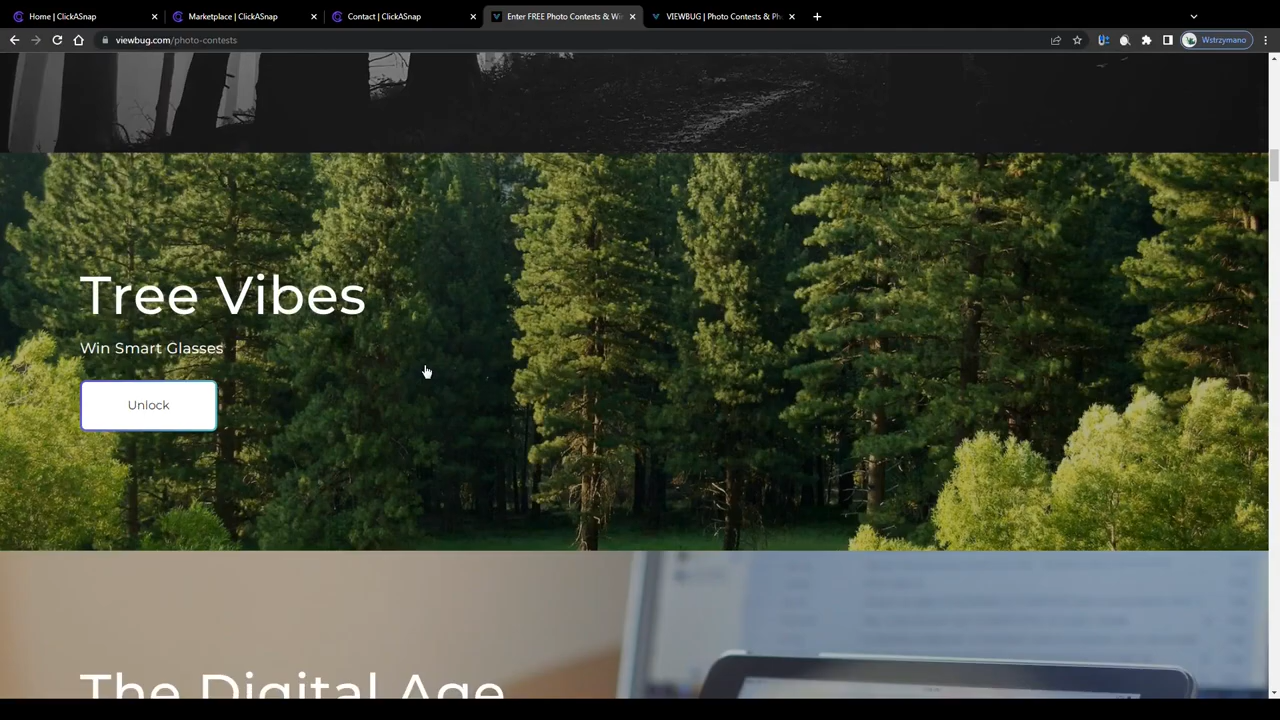 Home | ClickASnap
Marketplace | ClickASnap
Contact | ClickASnap
Enter FREE Photo Contests & Wi
VIEWBUG | Photo Contests & Ph
viewbug.com/photo-contests
Wstrzymano
Tree Vibes
Win Smart Glasses
Unlock
The Digital Age